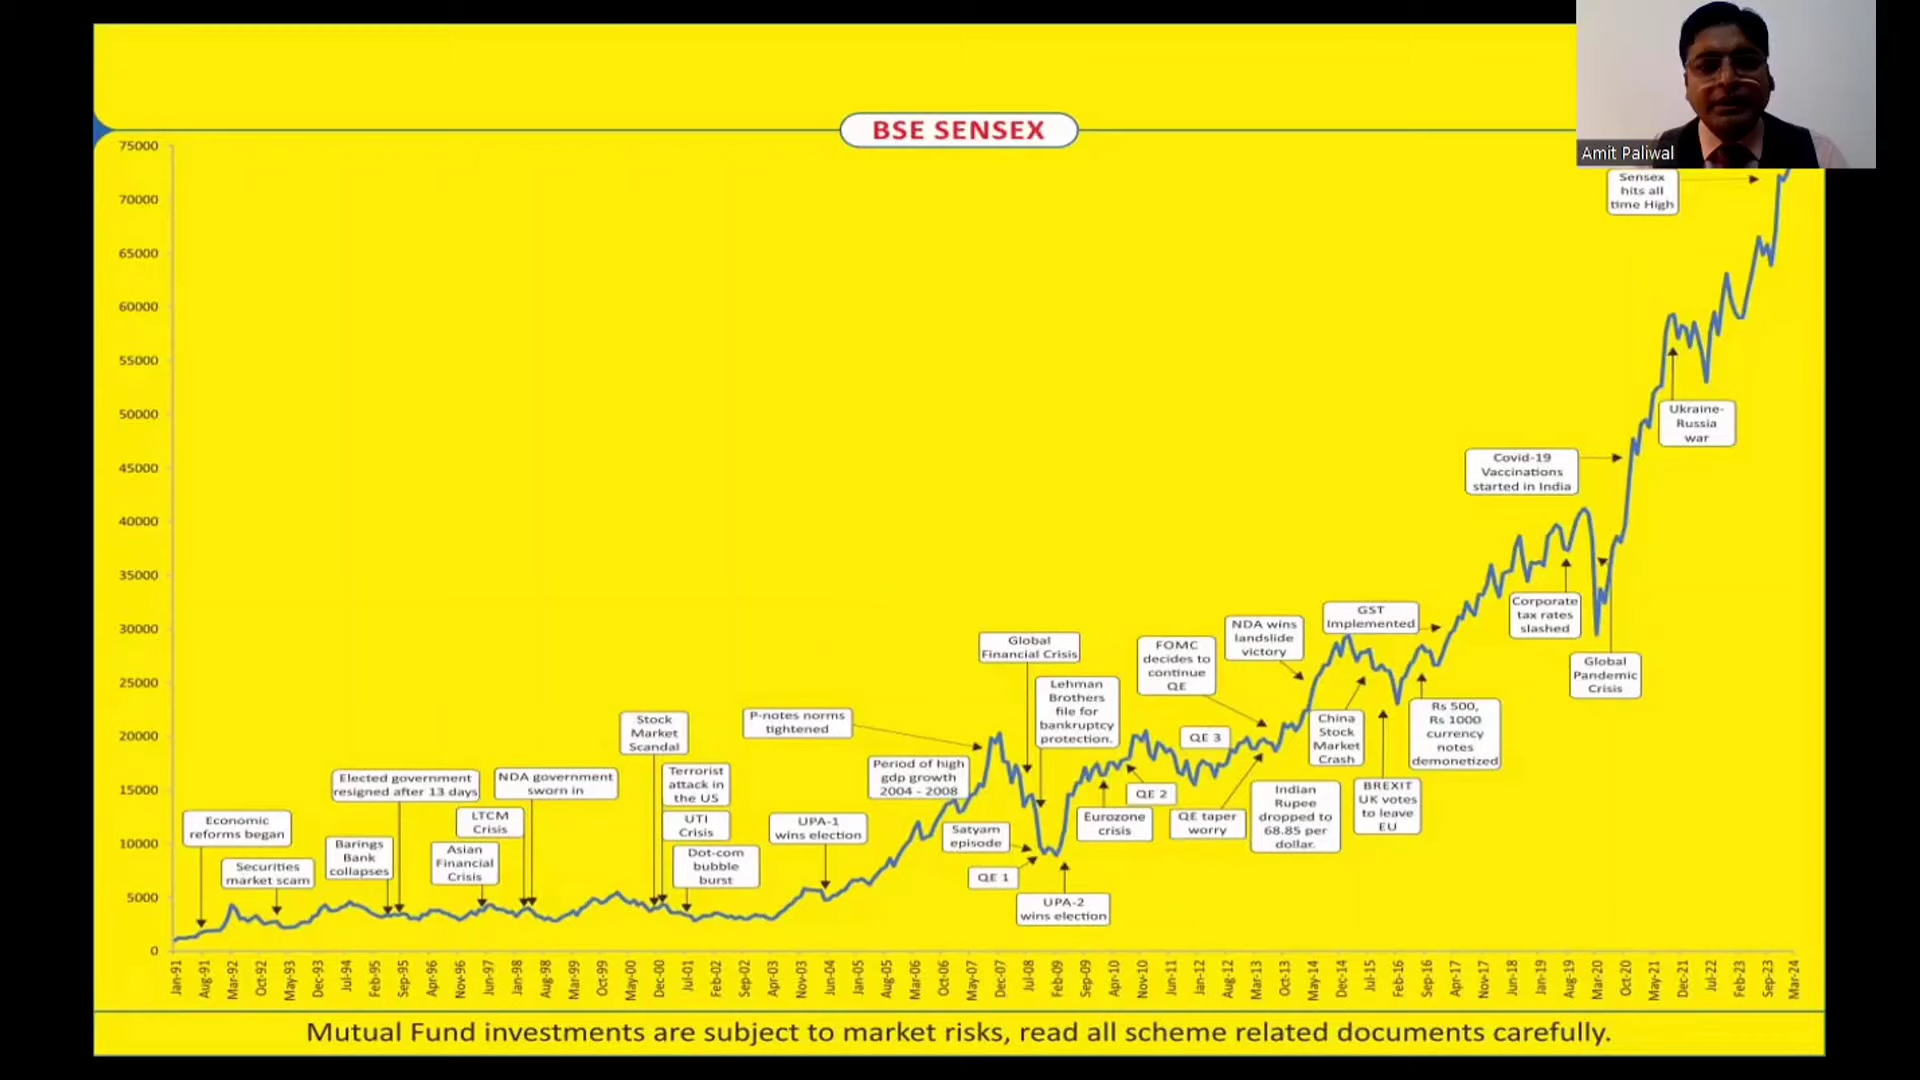 BSE SENSEX
Amit Paliwal
75000
70000
65000
60000
55000
50000
45000
40000
35000
30000
25000
20000
15000
10000
5000
0
Sensex
hits all
time High
Ukraine-
Russia
war
Covid-19
Vaccinations
started in India
Corporate
tax rates
slashed
Global
Pandemic
Crisis
GST
Implemented
NDA wins
landslide
victory
FOMC
decides to
continue
QE
Global
Financial Crisis
Lehman
Brothers
file for
bankruptcy
protection.
Rs 500,
Rs 1000
currency
notes
demonetized
China
Stock
Market
Crash
P-notes norms
tightened
Stock
Market
Scandal
QE 3
Period of high
gdp growth
2004 - 2008
Elected government
resigned after 13 days
NDA government
sworn in
Terrorist
attack in
the US
QE 2
BREXIT
UK votes
to leave
EU
Indian
Rupee
dropped to
68.85 per
dollar.
Economic
reforms began
LTCM
Crisis
UTI
Crisis
UPA-1
wins election
Satyam
episode
Eurozone
crisis
QE taper
worry
Securities
market scam
Barings
Bank
collapses
Asian
Financial
Crisis
Dot-com
bubble
burst
QE 1
UPA-2
wins election
Jan-91
Aug-91
Mar-92
Oct-92
May-93
Dec-93
Jul-94
Feb-95
Sep-95
Apr-96
Nov-96
Jun-97
Jan-98
Aug-98
Mar-99
Oct-99
May-00
Dec-00
Jul-01
Feb-02
Sep-02
Apr-03
Nov-03
Jun-04
Jan-05
Aug-05
Mar-06
Oct-06
May-07
Dec-07
Jul-08
Feb-09
Sep-09
Apr-10
Nov-10
Jun-11
Jan-12
Aug-12
Mar-13
Oct-13
May-14
Dec-14
Jul-15
Feb-16
Sep-16
Apr-17
Nov-17
Jun-18
Jan-19
Aug-19
Mar-20
Oct-20
May-21
Dec-21
Jul-22
Feb-23
Sep-23
Mar-24
Mutual Fund investments are subject to market risks, read all scheme related documents carefully.